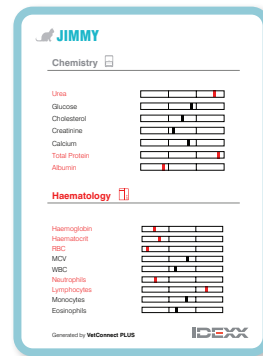 JIMMY
Chemistry
Urea
Glucose
Cholesterol
Creatinine
Calcium
Total Protein
Albumin
Haematology
Haemoglobin
Haematocrit
RBC
MCV
WBC
Neutrophils
Lymphocytes
Monocytes
Eosinophils
Generated by VetConnect PLUS
IDEXX